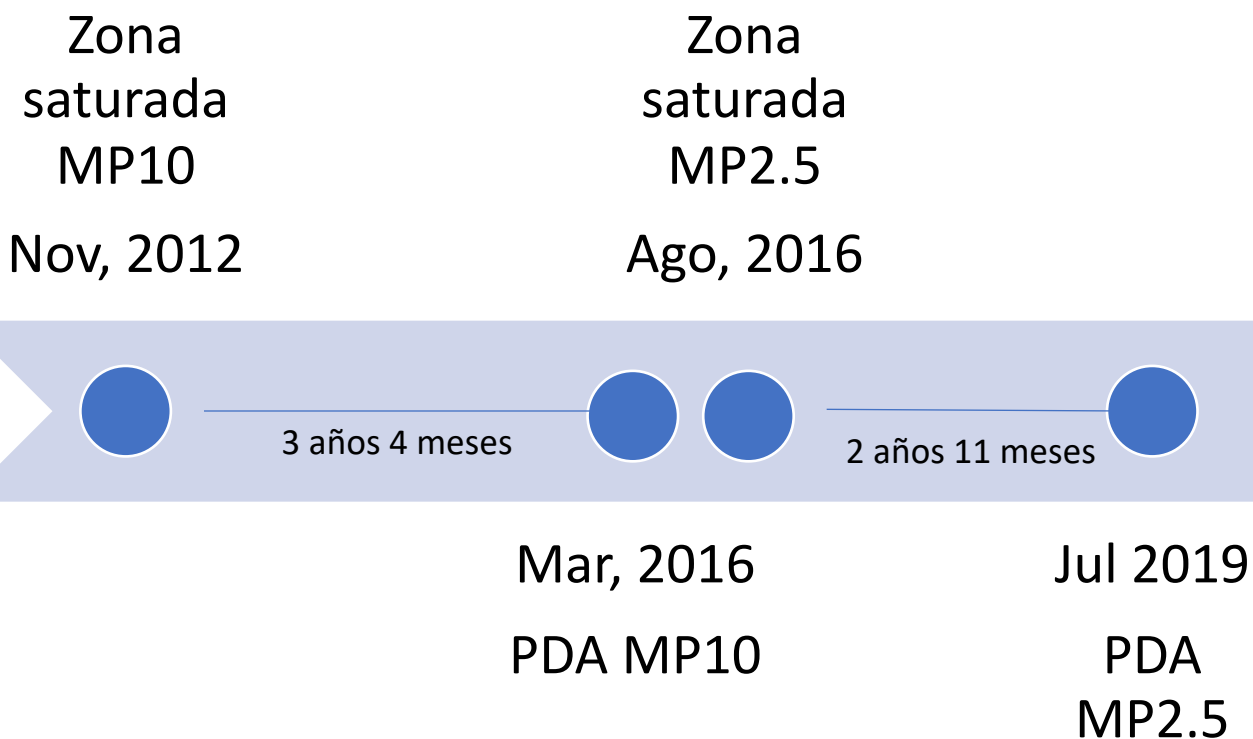 Zona
saturada
MP10
Nov, 2012
Zona
saturada
MP2.5
Ago, 2016
3 años 4 meses
2 años 11 meses
Mar, 2016
PDA MP10
Jul 2019
PDA
MP2.5